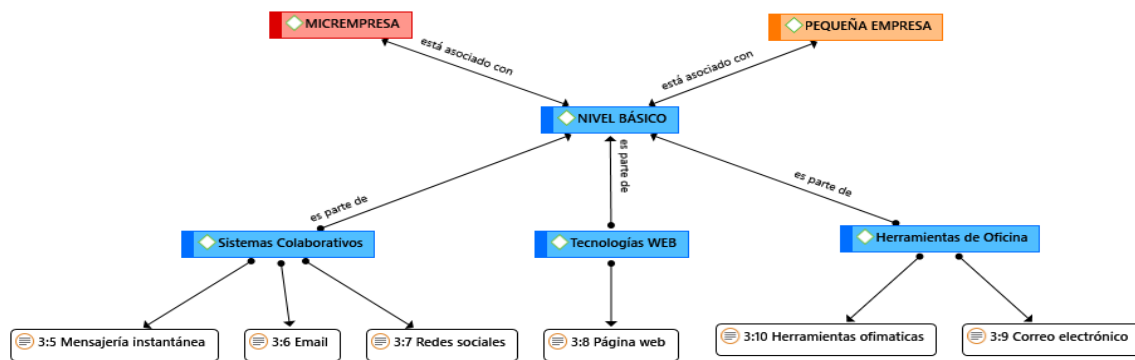 MICREMPRESA
PEQUEÑA EMPRESA
está asociado con
está asociado con
NIVEL BÁSICO
es parte de
es parte de
es parte de
Sistemas Colaborativos
Tecnologías WEB
Herramientas de Oficina
3:5 Mensajería instantánea
3:6 Email
3:7 Redes sociales
3:8 Página web
3:10 Herramientas ofimaticas
3:9 Correo electrónico